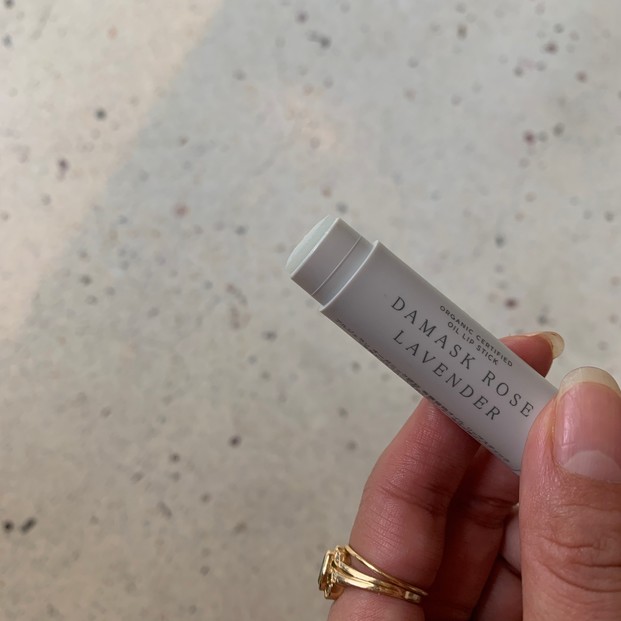 ORGANIC CERTIFIED
OIL LIP STICK
DAMASK ROSE
LAVENDER